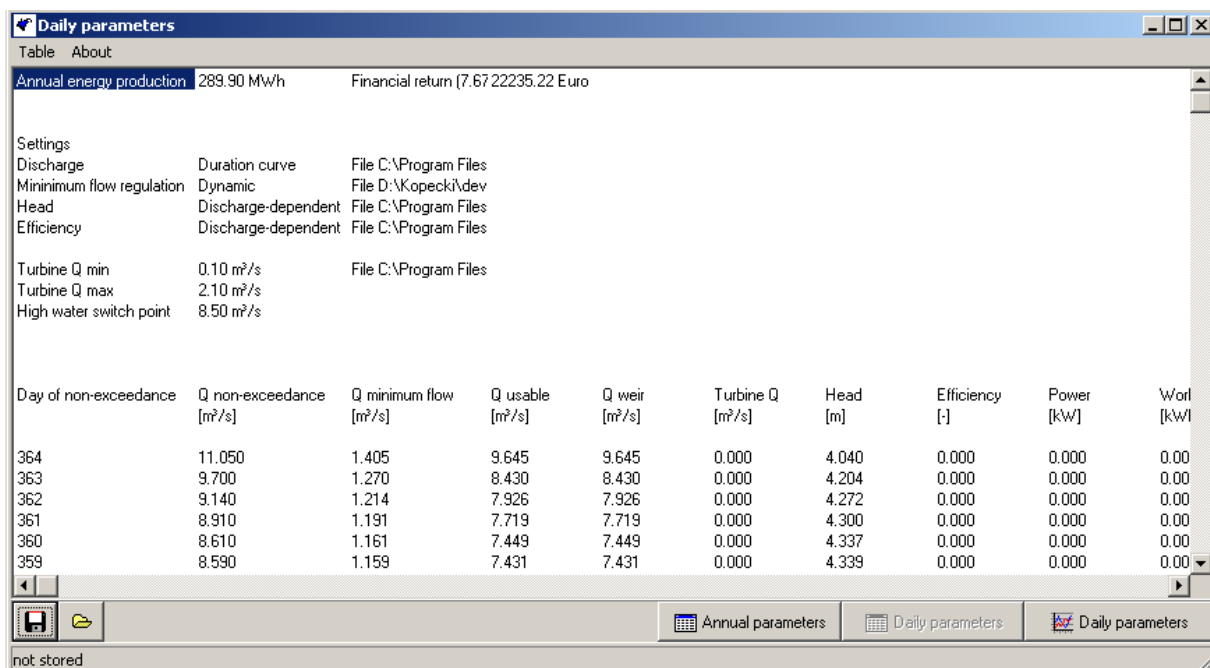 Daily parameters
Table About
Annual energy production 289.90 MWh Financial return (7.67 22235.22 Euro
Settings
Discharge Duration curve File C:\Program Files
Mininimum flow regulation Dynamic File D:\Kopecki\dev
Head Discharge-dependent File C:\Program Files
Efficiency Discharge-dependent File C:\Program Files
Turbine Q min 0.10 m³/s File C:\Program Files
Turbine Q max 2.10 m³/s
High water switch point 8.50 m³/s
Day of non-exceedance Q non-exceedance Q minimum flow Q usable Q weir Turbine Q Head Efficiency Power Worl
[m³/s] [m³/s] [m³/s] [m³/s] [m³/s] [m] [-] [kW] [kWl
364 11.050 1.405 9.645 9.645 0.000 4.040 0.000 0.000 0.00
363 9.700 1.270 8.430 8.430 0.000 4.204 0.000 0.000 0.00
362 9.140 1.214 7.926 7.926 0.000 4.272 0.000 0.000 0.00
361 8.910 1.191 7.719 7.719 0.000 4.300 0.000 0.000 0.00
360 8.610 1.161 7.449 7.449 0.000 4.337 0.000 0.000 0.00
359 8.590 1.159 7.431 7.431 0.000 4.339 0.000 0.000 0.00
Annual parameters Daily parameters Daily parameters
not stored